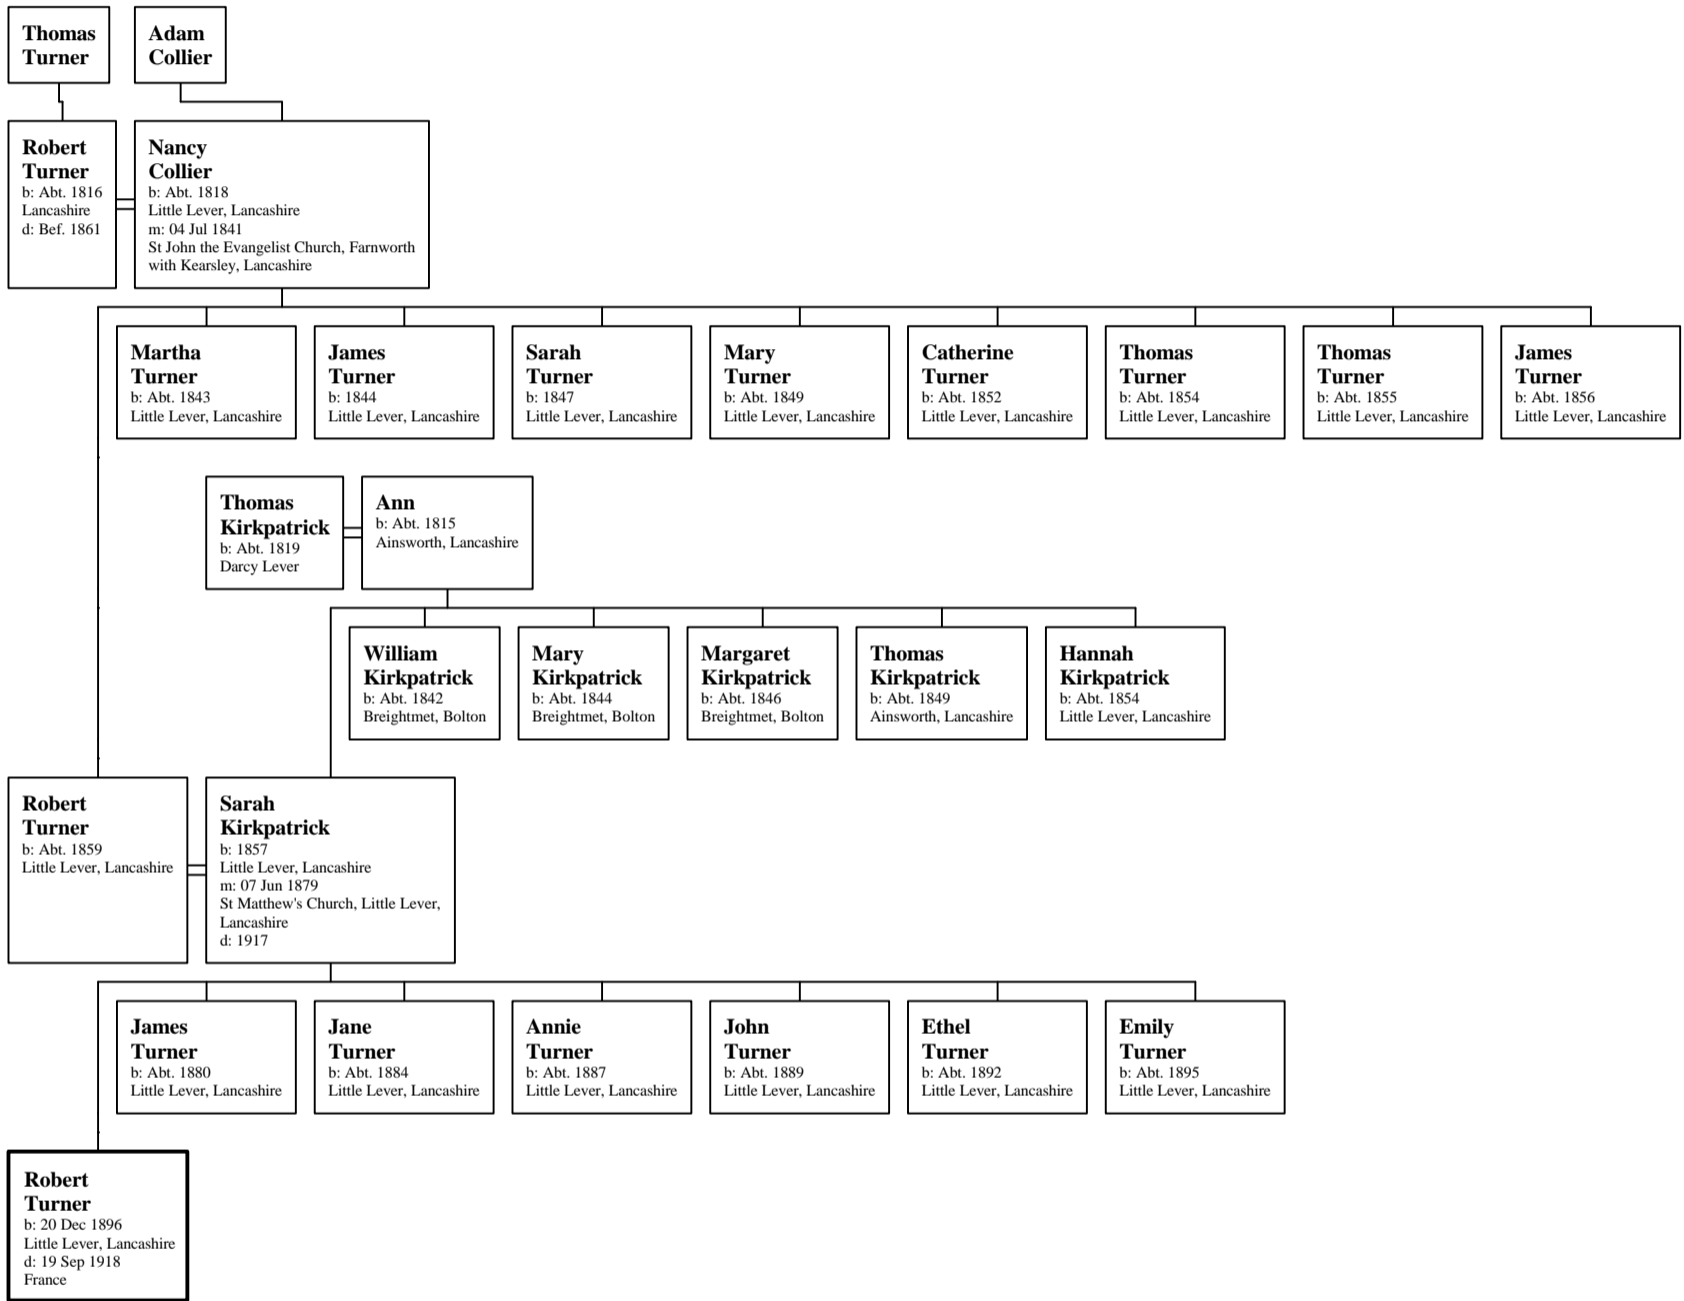 Thomas
Turner
Adam
Collier
Robert
Turner
b: Abt. 1816
Lancashire
d: Bef. 1861
Nancy
Collier
b: Abt. 1818
Little Lever, Lancashire
m: 04 Jul 1841
St John the Evangelist Church, Farnworth
with Kearsley, Lancashire
Martha
Turner
b: Abt. 1843
Little Lever, Lancashire
James
Turner
b: 1844
Little Lever, Lancashire
Sarah
Turner
b: 1847
Little Lever, Lancashire
Mary
Turner
b: Abt. 1849
Little Lever, Lancashire
Catherine
Turner
b: Abt. 1852
Little Lever, Lancashire
Thomas
Turner
b: Abt. 1854
Little Lever, Lancashire
Thomas
Turner
b: Abt. 1855
Little Lever, Lancashire
James
Turner
b: Abt. 1856
Little Lever, Lancashire
Thomas
Kirkpatrick
b: Abt. 1819
Darcy Lever
Ann
b: Abt. 1815
Ainsworth, Lancashire
William
Kirkpatrick
b: Abt. 1842
Breightmet, Bolton
Mary
Kirkpatrick
b: Abt. 1844
Breightmet, Bolton
Margaret
Kirkpatrick
b: Abt. 1846
Breightmet, Bolton
Thomas
Kirkpatrick
b: Abt. 1849
Ainsworth, Lancashire
Hannah
Kirkpatrick
b: Abt. 1854
Little Lever, Lancashire
Robert
Turner
b: Abt. 1859
Little Lever, Lancashire
Sarah
Kirkpatrick
b: 1857
Little Lever, Lancashire
m: 07 Jun 1879
St Matthew's Church, Little Lever,
Lancashire
d: 1917
James
Turner
b: Abt. 1880
Little Lever, Lancashire
Jane
Turner
b: Abt. 1884
Little Lever, Lancashire
Annie
Turner
b: Abt. 1887
Little Lever, Lancashire
John
Turner
b: Abt. 1889
Little Lever, Lancashire
Ethel
Turner
b: Abt. 1892
Little Lever, Lancashire
Emily
Turner
b: Abt. 1895
Little Lever, Lancashire
Robert
Turner
b: 20 Dec 1896
Little Lever, Lancashire
d: 19 Sep 1918
France